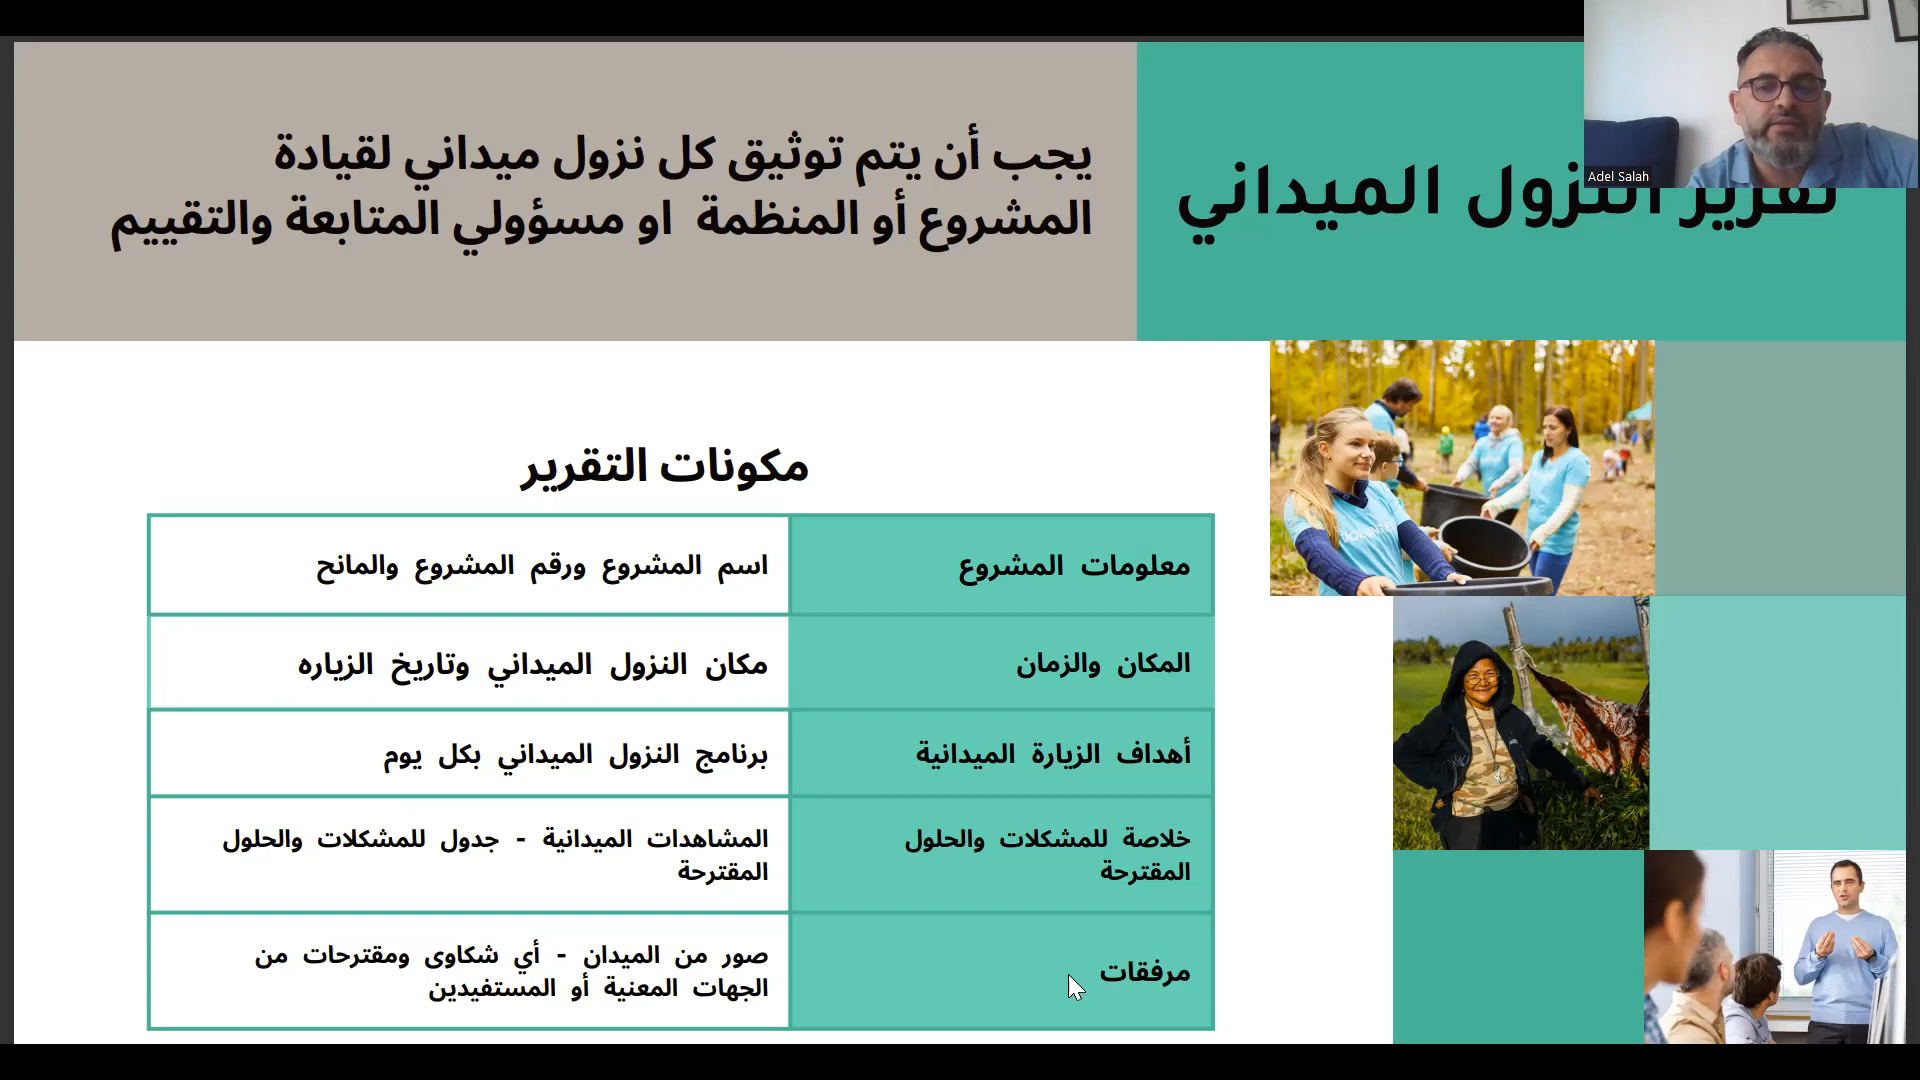 Adel Salah
تقرير النزول الميداني
يجب أن يتم توثيق كل نزول ميداني لقيادة
المشروع أو المنظمة او مسؤولي المتابعة والتقييم
مكونات التقرير
معلومات المشروع
اسم المشروع ورقم المشروع والمانح
المكان والزمان
مكان النزول الميداني وتاريخ الزياره
أهداف الزيارة الميدانية
برنامج النزول الميداني بكل يوم
خلاصة للمشكلات والحلول
المقترحة
المشاهدات الميدانية - جدول للمشكلات والحلول
المقترحة
مرفقات
صور من الميدان - أي شكاوى ومقترحات من
الجهات المعنية أو المستفيدين